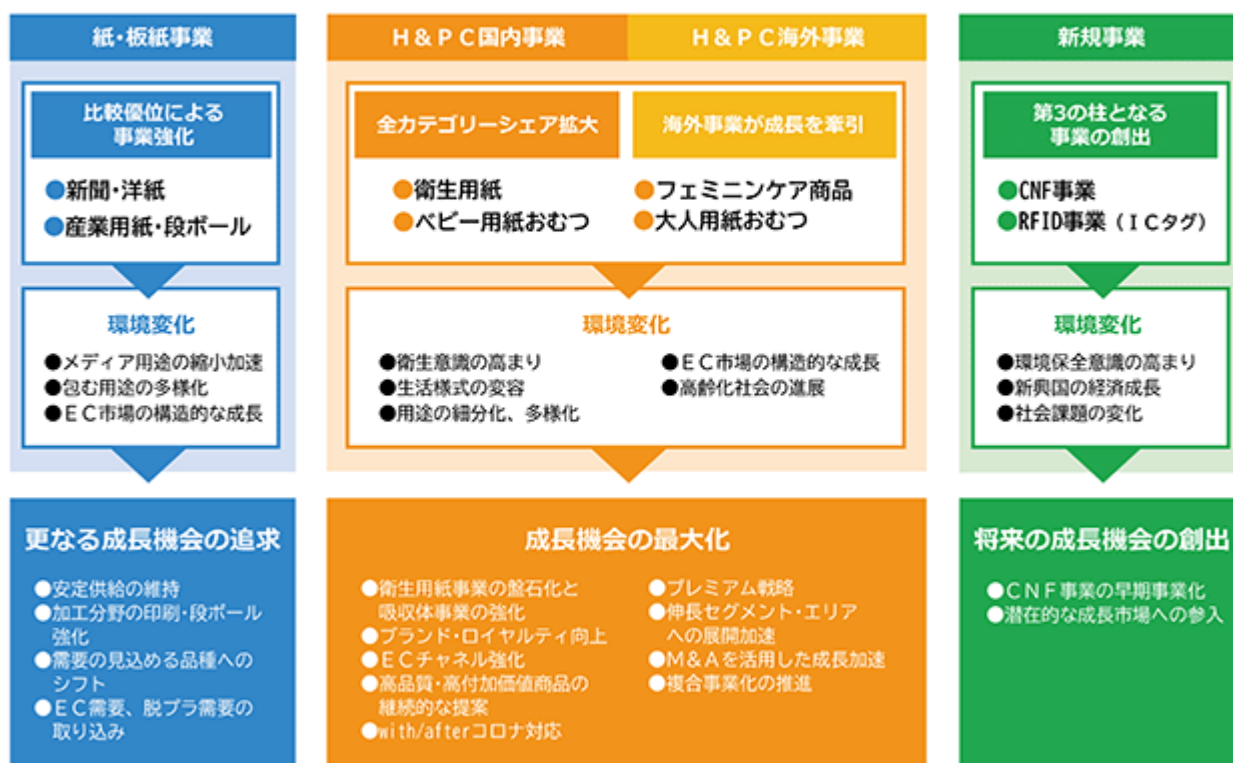 紙・板紙事業
比較優位による
事業強化
●新聞・洋紙
●産業用紙・段ボール
環境変化
●メディア用途の縮小加速
●包む用途の多様化
●EC市場の構造的な成長
更なる成長機会の追求
●安定供給の維持
●加工分野の印刷・段ボール
強化
●需要の見込める品種への
シフト
●EC需要、脱プラ需要の
取り込み
H&PC国内事業
H&PC海外事業
全カテゴリーシェア拡大
海外事業が成長を牽引
●衛生用紙
●ベビー用紙おむつ
●フェミニンケア商品
●大人用紙おむつ
環境変化
●衛生意識の高まり
●生活様式の変容
●用途の細分化、多様化
●EC市場の構造的な成長
●高齢化社会の進展
成長機会の最大化
●衛生用紙事業の盤石化と
吸収体事業の強化
●ブランド・ロイヤルティ向上
●ECチャネル強化
●高品質・高付加価値商品の
継続的な提案
●with/afterコロナ対応
●プレミアム戦略
●伸長セグメント・エリア
への展開加速
●M&Aを活用した成長加速
●複合事業化の推進
新規事業
第3の柱となる
事業の創出
●CNF事業
●RFID事業(ICタグ)
環境変化
●環境保全意識の高まり
●新興国の経済成長
●社会課題の変化
将来の成長機会の創出
●CNF事業の早期事業化
●潜在的な成長市場への参入